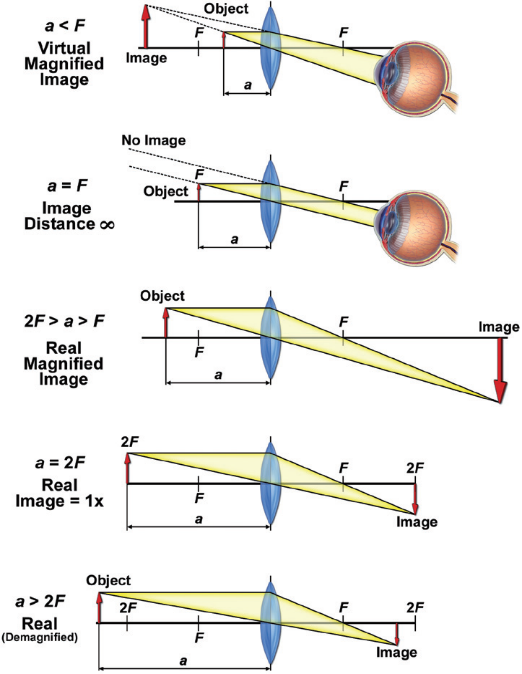 a < F
Virtual
Magnified
Image
Object
F
F
Image
a
No Image
a = F
Image
Distance ∞
F
F
Object
a
2F > a > F
Real
Magnified
Image
Object
F
F
Image
a
a = 2F
Real
Image = 1x
2F
F
F
2F
a
Image
a > 2F
Real
(Demagnified)
Object
2F
F
F
2F
Image
a